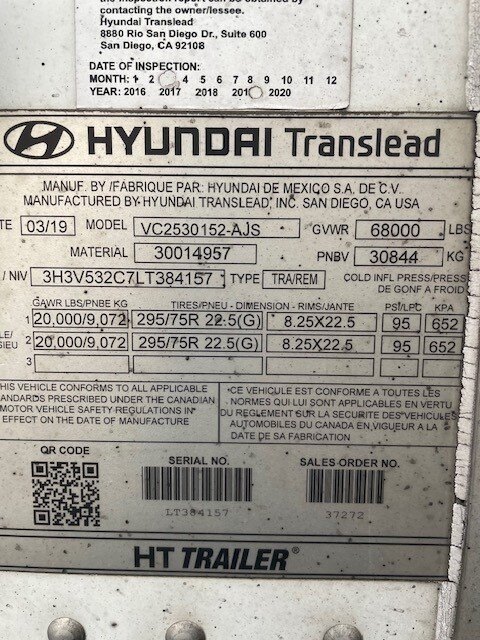 the inspection report can be obtained by
contacting the owner/lessee.
Hyundai Translead
8880 Rio San Diego Dr., Suite 600
San Diego, CA 92108
DATE OF INSPECTION:
MONTH: 1 2 4 5 6 7 8 9 10 11 12
YEAR: 2016 2017 2018 201 2020
HYUNDAI Translead
MANUF. BY /FABRIQUE PAR: HYUNDAI DE MEXICO S.A. DE C.V.
MANUFACTURED BY HYUNDAI TRANSLEAD, INC. SAN DIEGO, CA USA
TE 03/19 MODEL VC2530152-AJS GVWR 68000 LBS
MATERIAL 30014957 PNBV 30844 KG
/ NIV 3H3V532C7LT384157 TYPE TRA/REM COLD INFL PRESS/PRESS
DE GONF A FROID
GAWR LBS/PNBE KG TIRES/PNEU - DIMENSION - RIMS/JANTE PSI/LPC KPA
1 20,000/9,072 295/75R 22.5(G) 8.25X22.5 95 652
LE/
SIEU 2 20,000/9,072 295/75R 22.5(G) 8.25X22.5 95 652
3
THIS VEHICLE CONFORMS TO ALL APPLICABLE
ANDARDS PRESCRIBED UNDER THE CANADIAN
MOTOR VEHICLE SAFETY REGULATIONS IN
EFFECT ON THE DATE OF MANUFACTURE
CE VEHICULE EST CONFORME A TOUTES LES
NORMES QUI LUI SONT APPLICABLES EN VERTU
DU REGLEMENT SUR LA SECURITE DES VEHICULES
AUTOMOBILES DU CANADA EN VIGUEUR A LA
DATE DE SA FABRICATION
QR CODE
SERIAL NO.
LT384157
SALES ORDER NO.
37272
HT TRAILER®